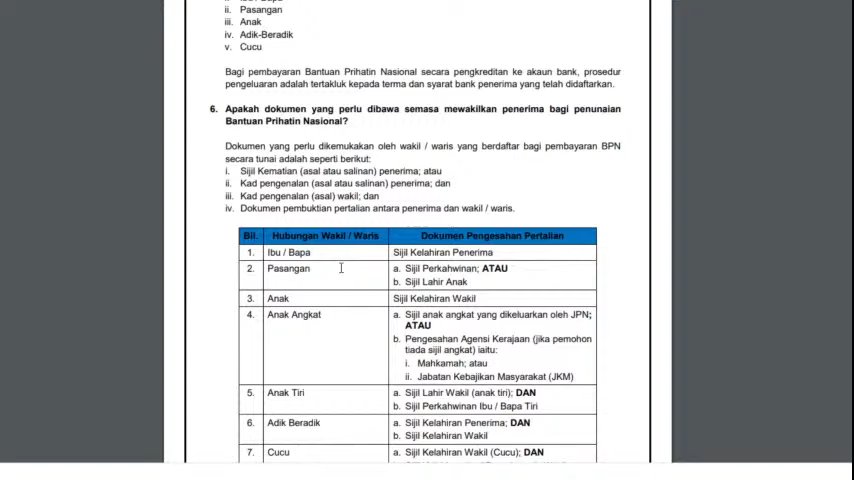 ii. Pasangan
iii. Anak
iv. Adik-Beradik
v. Cucu
Bagi pembayaran Bantuan Prihatin Nasional secara pengkreditan ke akaun bank, prosedur
pengeluaran adalah tertakluk kepada terma dan syarat bank penerima yang telah didaftarkan.
6. Apakah dokumen yang perlu dibawa semasa mewakilkan penerima bagi penunaian
Bantuan Prihatin Nasional?
Dokumen yang perlu dikemukakan oleh wakil / waris yang berdaftar bagi pembayaran BPN
secara tunai adalah seperti berikut:
i. Sijil Kematian (asal atau salinan) penerima; atau
ii. Kad pengenalan (asal atau salinan) penerima; dan
iii. Kad pengenalan (asal) wakil; dan
iv. Dokumen pembuktian pertalian antara penerima dan wakil / waris.
Bil. Hubungan Wakil / Waris Dokumen Pengesahan Pertalian
1. Ibu / Bapa Sijil Kelahiran Penerima
2. Pasangan a. Sijil Perkahwinan; ATAU
b. Sijil Lahir Anak
3. Anak Sijil Kelahiran Wakil
4. Anak Angkat a. Sijil anak angkat yang dikeluarkan oleh JPN;
ATAU
b. Pengesahan Agensi Kerajaan (jika pemohon
tiada sijil angkat) iaitu:
i. Mahkamah; atau
ii. Jabatan Kebajikan Masyarakat (JKM)
5. Anak Tiri a. Sijil Lahir Wakil (anak tiri); DAN
b. Sijil Perkahwinan Ibu / Bapa Tiri
6. Adik Beradik a. Sijil Kelahiran Penerima; DAN
b. Sijil Kelahiran Wakil
7. Cucu a. Sijil Kelahiran Wakil (Cucu); DAN